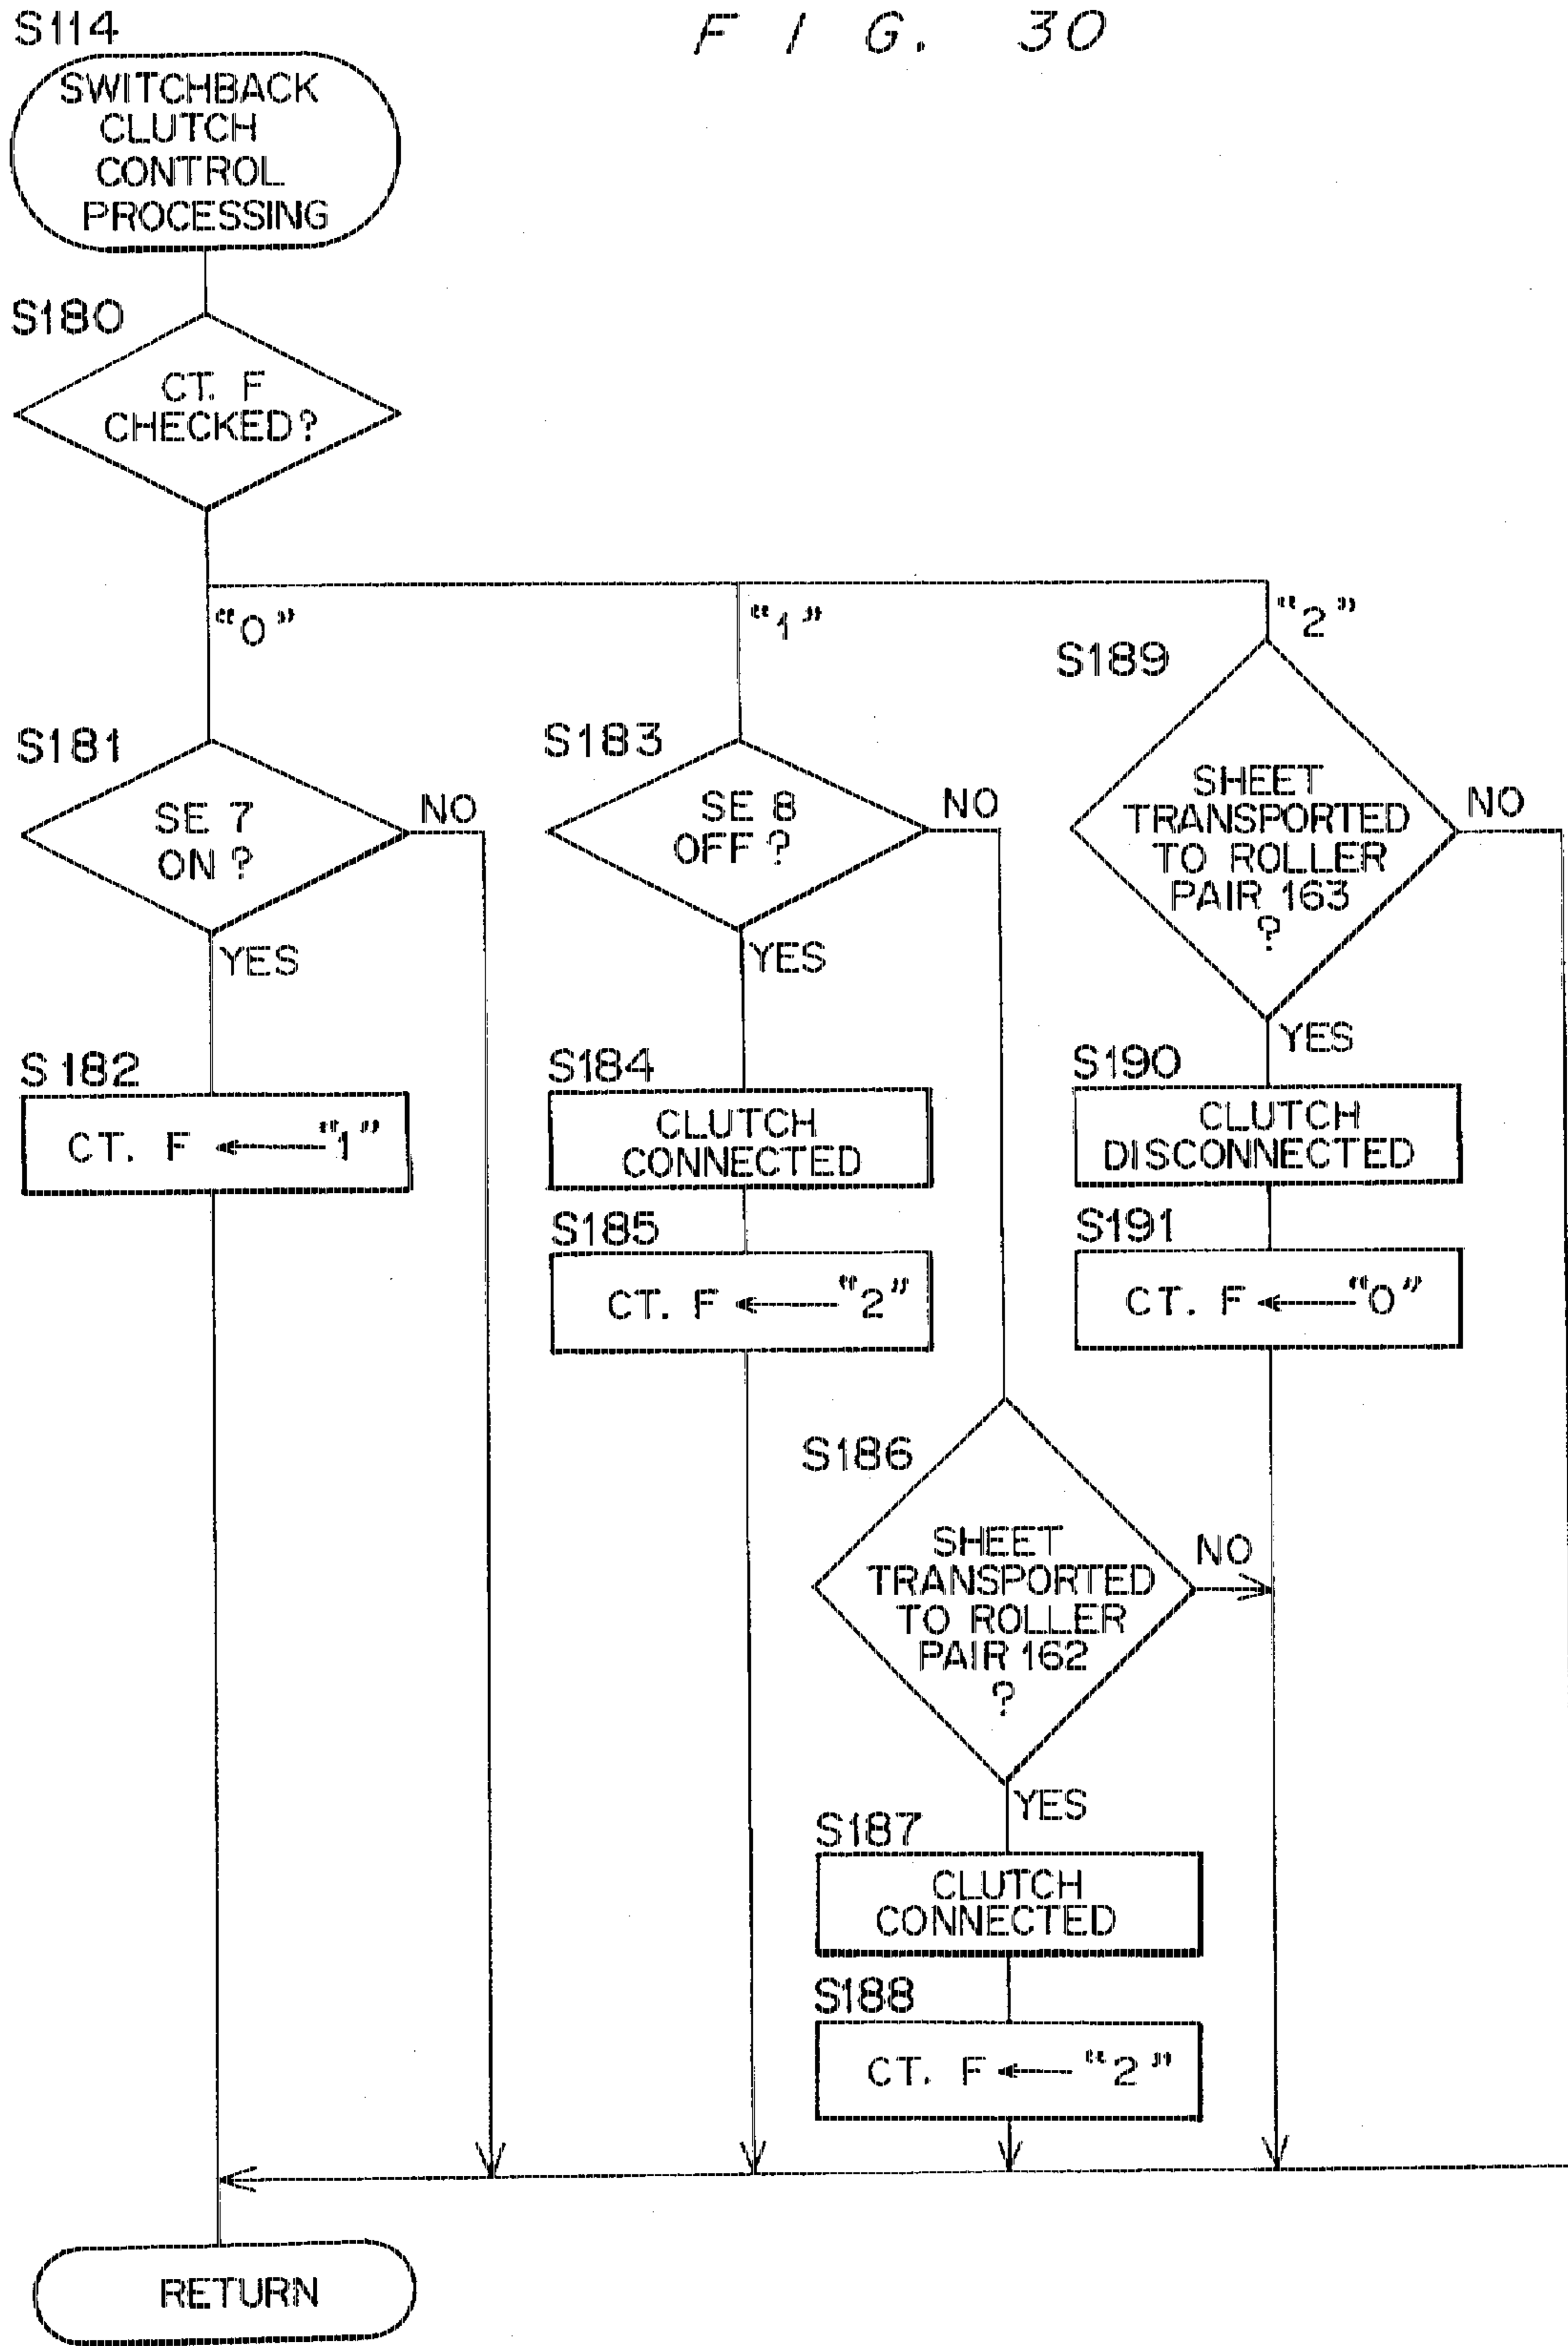 S114
F I G. 30
SWITCHBACK
CLUTCH
CONTROL
PROCESSING
S180
CT. F
CHECKED?
"0"
"1"
"2"
S181
SE 7
ON ?
NO
YES
S182
CT. F ← "1"
S183
SE 8
OFF ?
NO
YES
S184
CLUTCH
CONNECTED
S185
CT. F ← "2"
S186
SHEET
TRANSPORTED
TO ROLLER
PAIR 162
?
NO
YES
S187
CLUTCH
CONNECTED
S188
CT. F ← "2"
S189
SHEET
TRANSPORTED
TO ROLLER
PAIR 163
?
NO
YES
S190
CLUTCH
DISCONNECTED
S191
CT. F ← "0"
RETURN